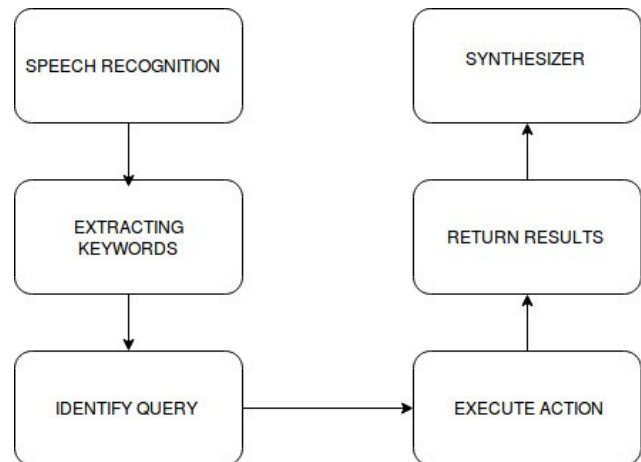 SPEECH RECOGNITION
EXTRACTING
KEYWORDS
IDENTIFY QUERY
EXECUTE ACTION
RETURN RESULTS
SYNTHESIZER